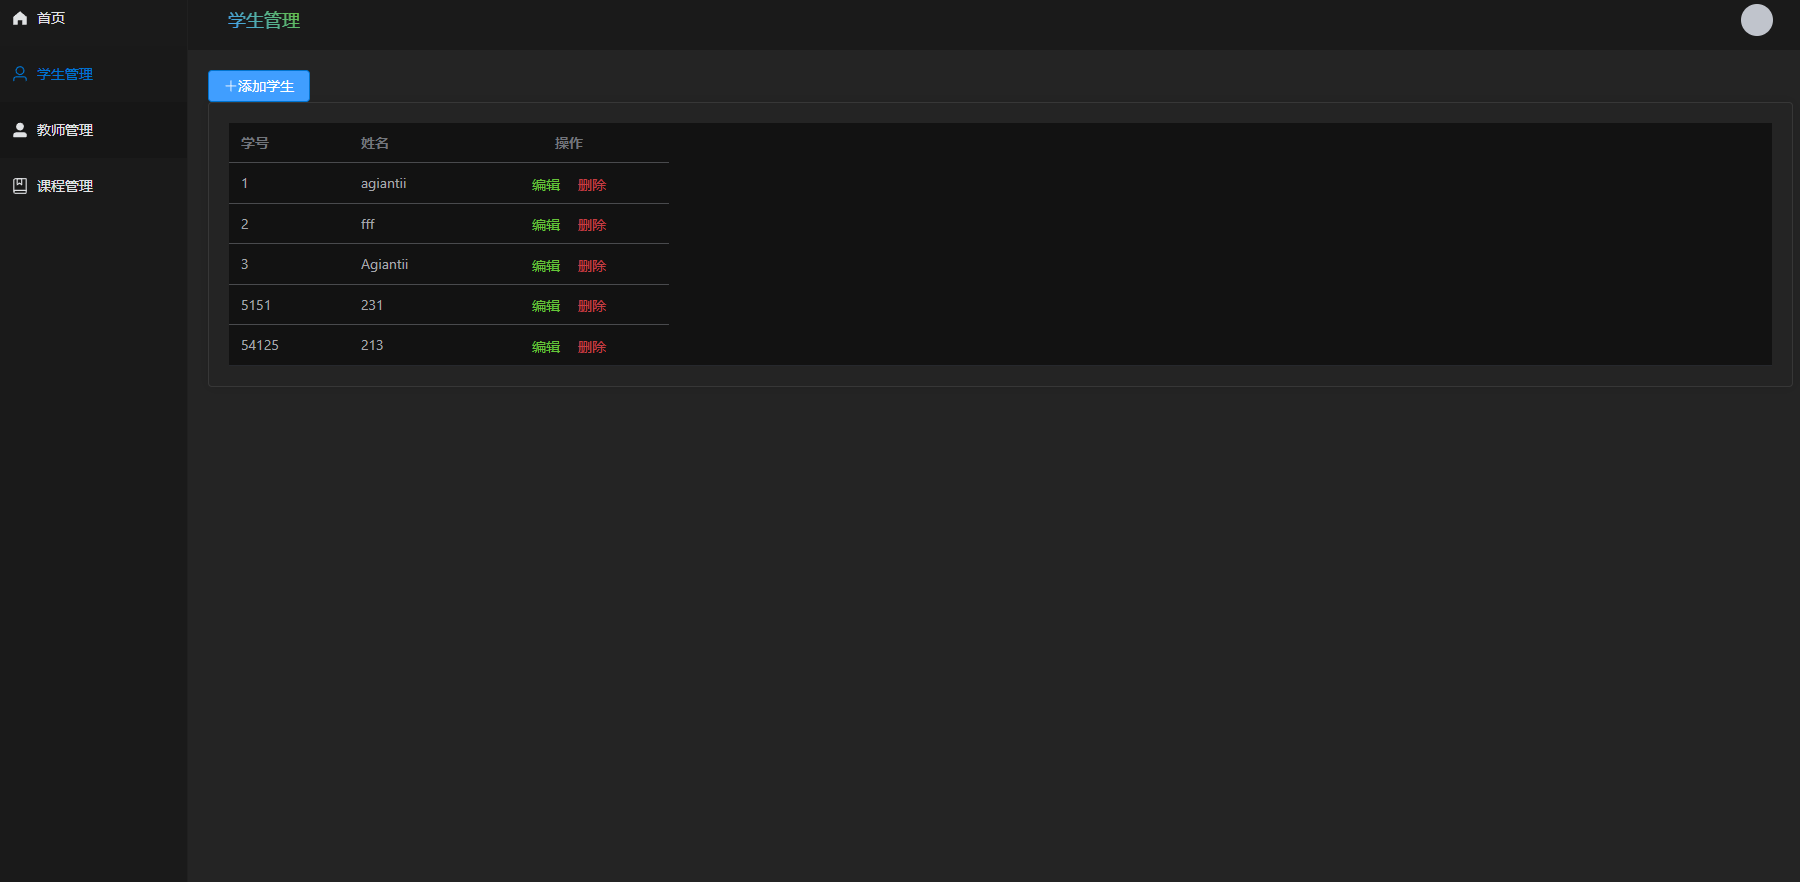 首页
学生管理
教师管理
课程管理
学生管理
添加学生
学号 姓名 操作
1 agiantii 编辑 删除
2 fff 编辑 删除
3 Agiantii 编辑 删除
5151 231 编辑 删除
54125 213 编辑 删除